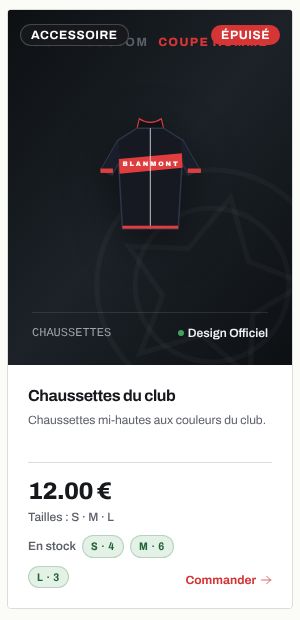 ACCESSOIRE
OM COUPE
ÉPUISÉ
BLANMONT
CHAUSSETTES
Design Officiel
Chaussettes du club
Chaussettes mi-hautes aux couleurs du club.
12.00 €
Tailles : S · M · L
En stock S · 4 M · 6
L · 3
Commander →